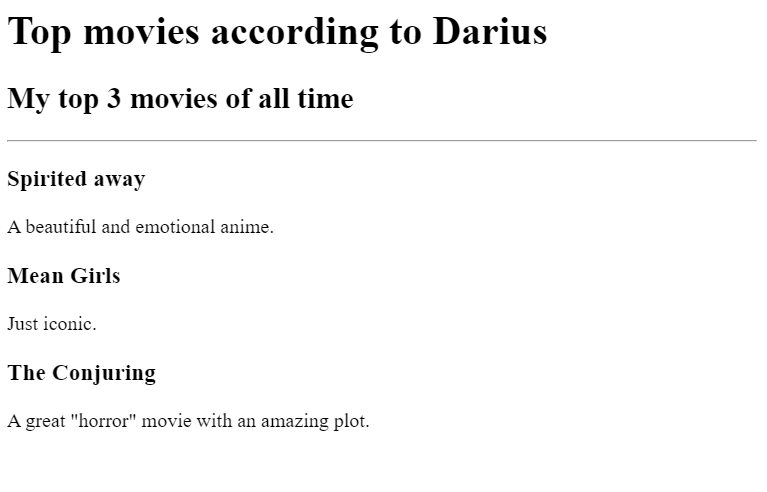 Top movies according to Darius
My top 3 movies of all time
Spirited away
A beautiful and emotional anime.
Mean Girls
Just iconic.
The Conjuring
A great "horror" movie with an amazing plot.